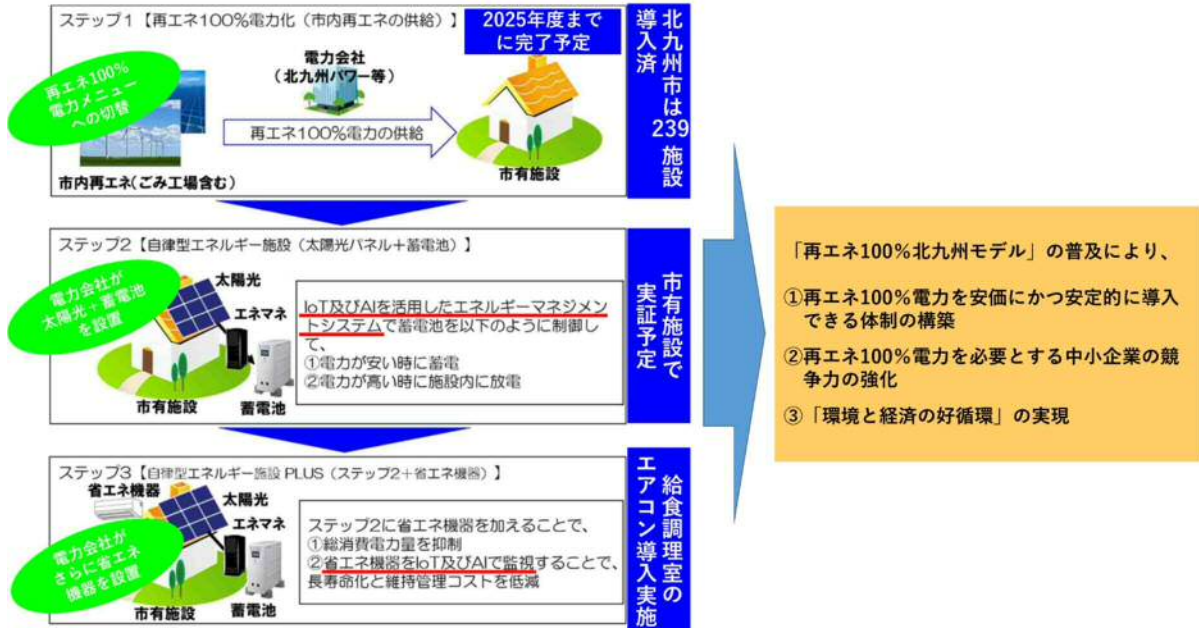 ステップ1【再エネ100%電力化（市内再エネの供給）】
2025年度まで
に完了予定
再エネ100%
電力メニュー
への切替
電力会社
（北九州パワー等）
再エネ100%電力の供給
市内再エネ(ごみ工場含む)
市有施設
北九州市は239施設
導入済
ステップ2【自律型エネルギー施設（太陽光パネル＋蓄電池）】
電力会社が
太陽光＋蓄電池
を設置
太陽光
エネマネ
市有施設
蓄電池
IoT及びAIを活用したエネルギーマネジメ
ントシステムで蓄電池を以下のように制御し
て、
①電力が安い時に蓄電
②電力が高い時に施設内に放電
市有施設で
実証予定
ステップ3【自律型エネルギー施設 PLUS（ステップ2＋省エネ機器）】
省エネ機器
太陽光
エネマネ
電力会社が
さらに省エネ
機器を設置
市有施設
蓄電池
ステップ2に省エネ機器を加えることで、
①総消費電力量を抑制
②省エネ機器をIoT及びAIで監視することで、
長寿命化と維持管理コストを低減
給食調理室の
エアコン導入実施
「再エネ100%北九州モデル」の普及により、
①再エネ100%電力を安価にかつ安定的に導入
できる体制の構築
②再エネ100%電力を必要とする中小企業の競
争力の強化
③「環境と経済の好循環」の実現